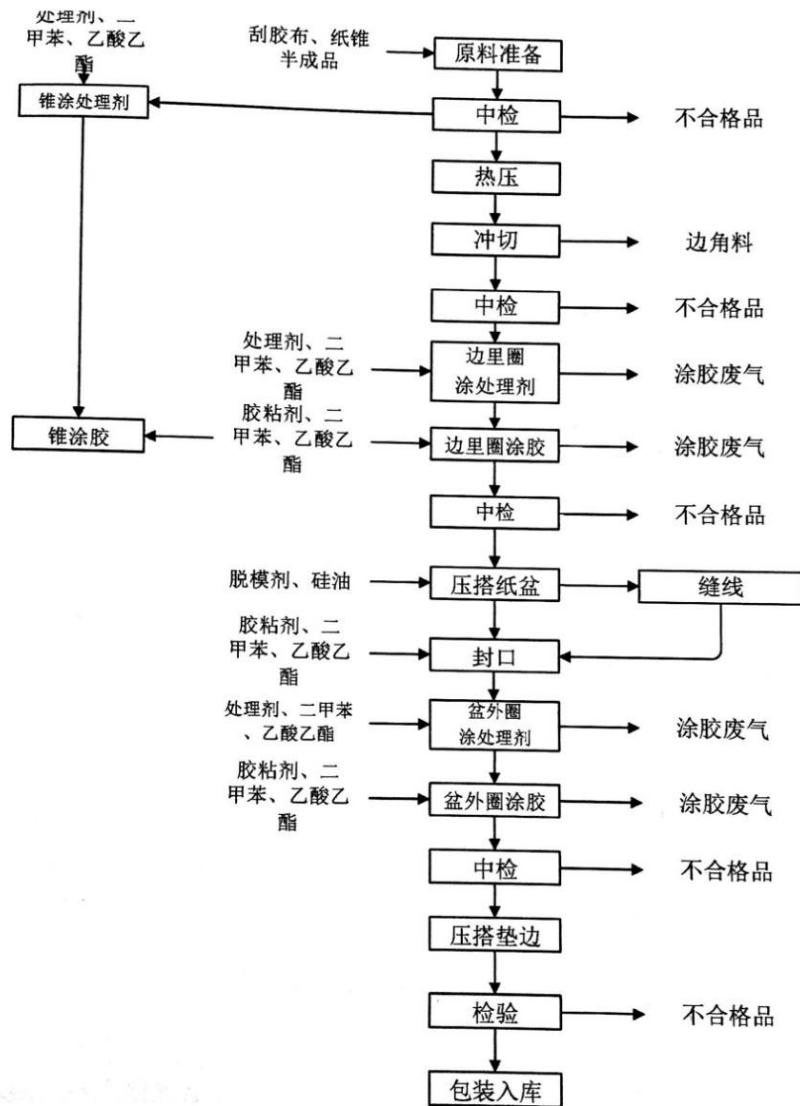 处理剂、二
甲苯、乙酸乙
酯
刮胶布、纸锥
半成品
原料准备
锥涂处理剂
中检
不合格品
热压
冲切
边角料
中检
不合格品
处理剂、二
甲苯、乙酸乙
酯
边里圈
涂处理剂
涂胶废气
锥涂胶
胶粘剂、二
甲苯、乙酸乙
酯
边里圈涂胶
涂胶废气
中检
不合格品
脱模剂、硅油
压搭纸盆
缝线
胶粘剂、二
甲苯、乙酸乙
酯
封口
处理剂、二甲苯
、乙酸乙酯
盆外圈
涂处理剂
涂胶废气
胶粘剂、二
甲苯、乙酸乙
酯
盆外圈涂胶
涂胶废气
中检
不合格品
压搭垫边
检验
不合格品
包装入库